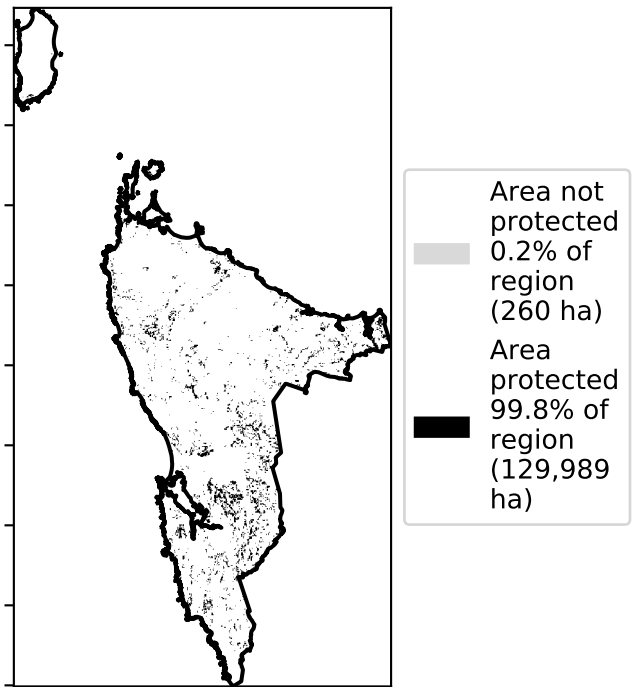 Area not
protected
0.2% of
region
(260 ha)
Area
protected
99.8% of
region
(129,989
ha)